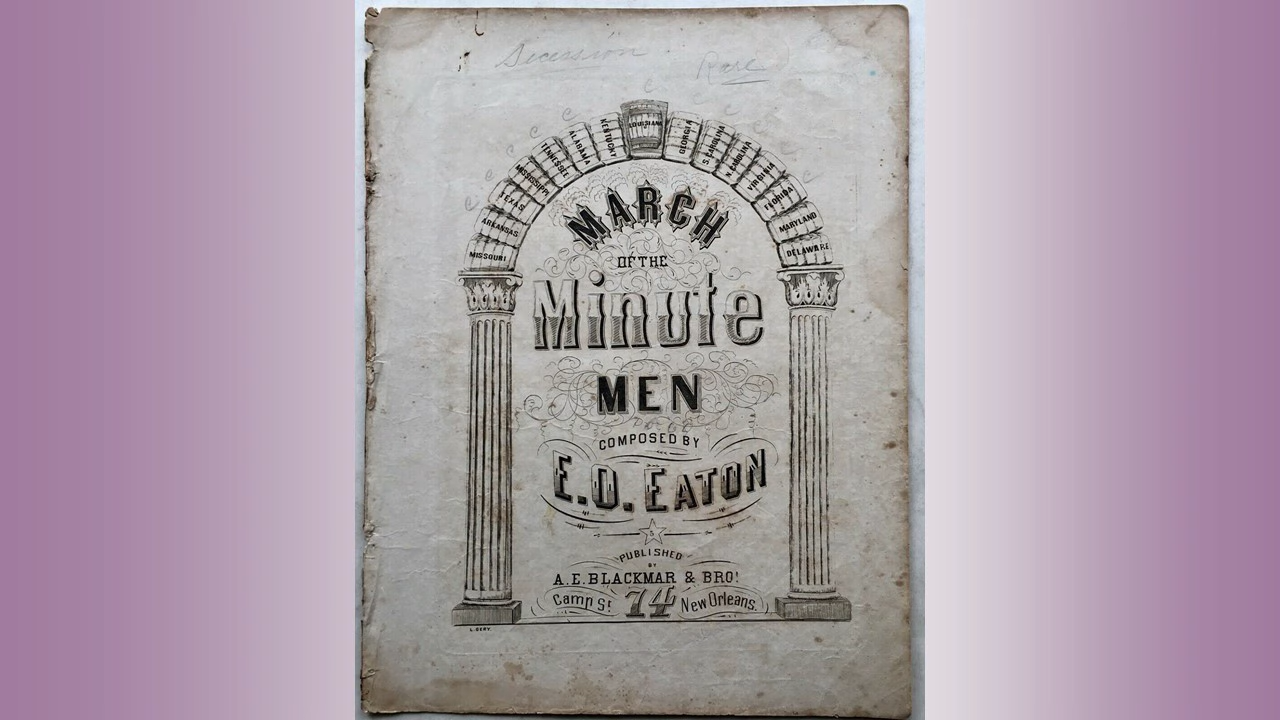 Secession Rare
MISSOURI
ARKANSAS
TEXAS
MISSISSIPPI
TENNESSEE
ALABAMA
KENTUCKY
LOUISIANA
GEORGIA
S. CAROLINA
N. CAROLINA
VIRGINIA
FLORIDA
MARYLAND
DELAWARE
MARCH
OF THE
Minute
MEN
COMPOSED BY
E.O. EATON
5
PUBLISHED
BY
A.E. BLACKMAR & BRO!
Camp St 74 New Orleans.